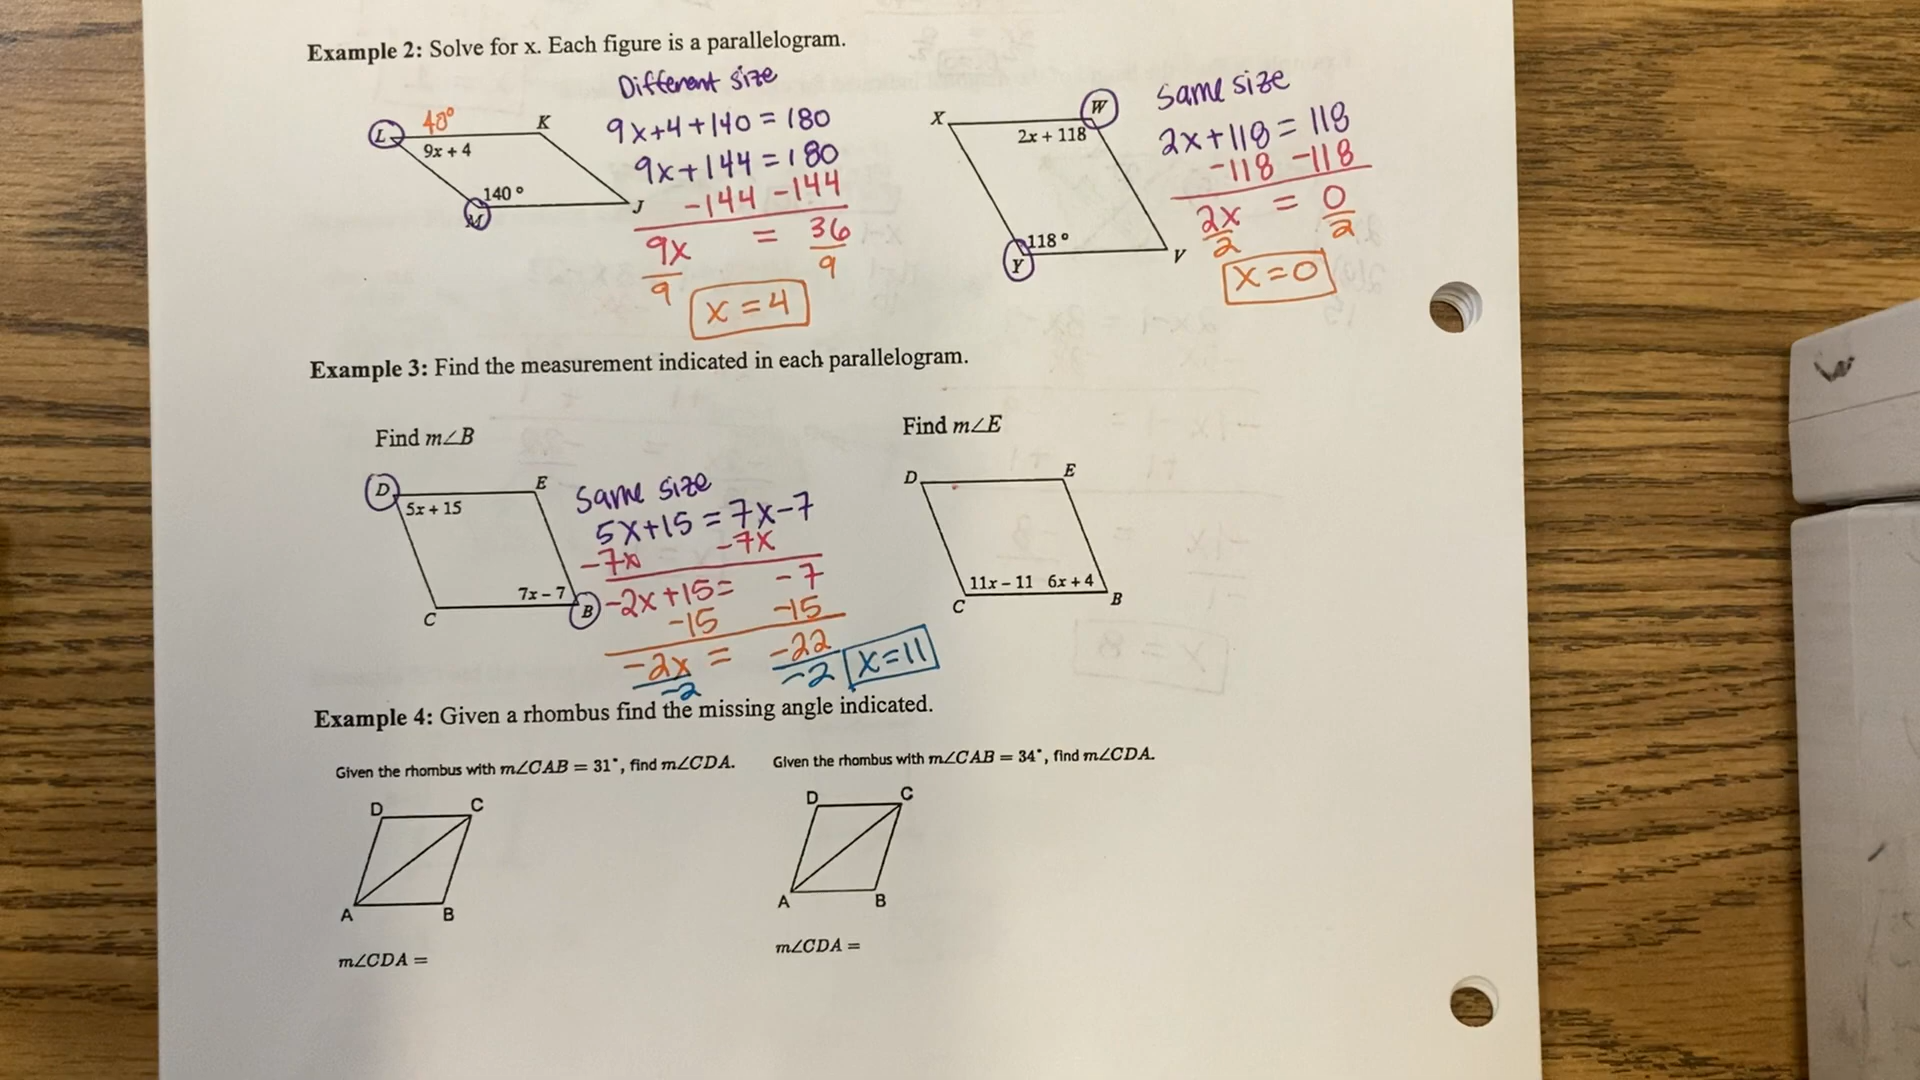 Example 2: Solve for x. Each figure is a parallelogram.
Different size
L
40°
K
9x + 4
140 °
M
J
9x+4+140 = 180
9x+144 = 180
-144 -144
9x = 36
9 9
x = 4
X
W
2x + 118
118 °
Y
V
Same size
2x+118 = 118
-118 -118
2x = 0
2 2
x = 0
Example 3: Find the measurement indicated in each parallelogram.
Find m∠B
D
E
5x + 15
7x – 7
C
B
Same size
5x+15 = 7x-7
-7x -7x
-2x+15= -7
-15 -15
-2x = -22
-2 -2
x=11
Find m∠E
D
E
11x – 11 6x + 4
C
B
Example 4: Given a rhombus find the missing angle indicated.
Given the rhombus with m∠CAB = 31°, find m∠CDA.
D
C
A
B
m∠CDA =
Given the rhombus with m∠CAB = 34°, find m∠CDA.
D
C
A
B
m∠CDA =